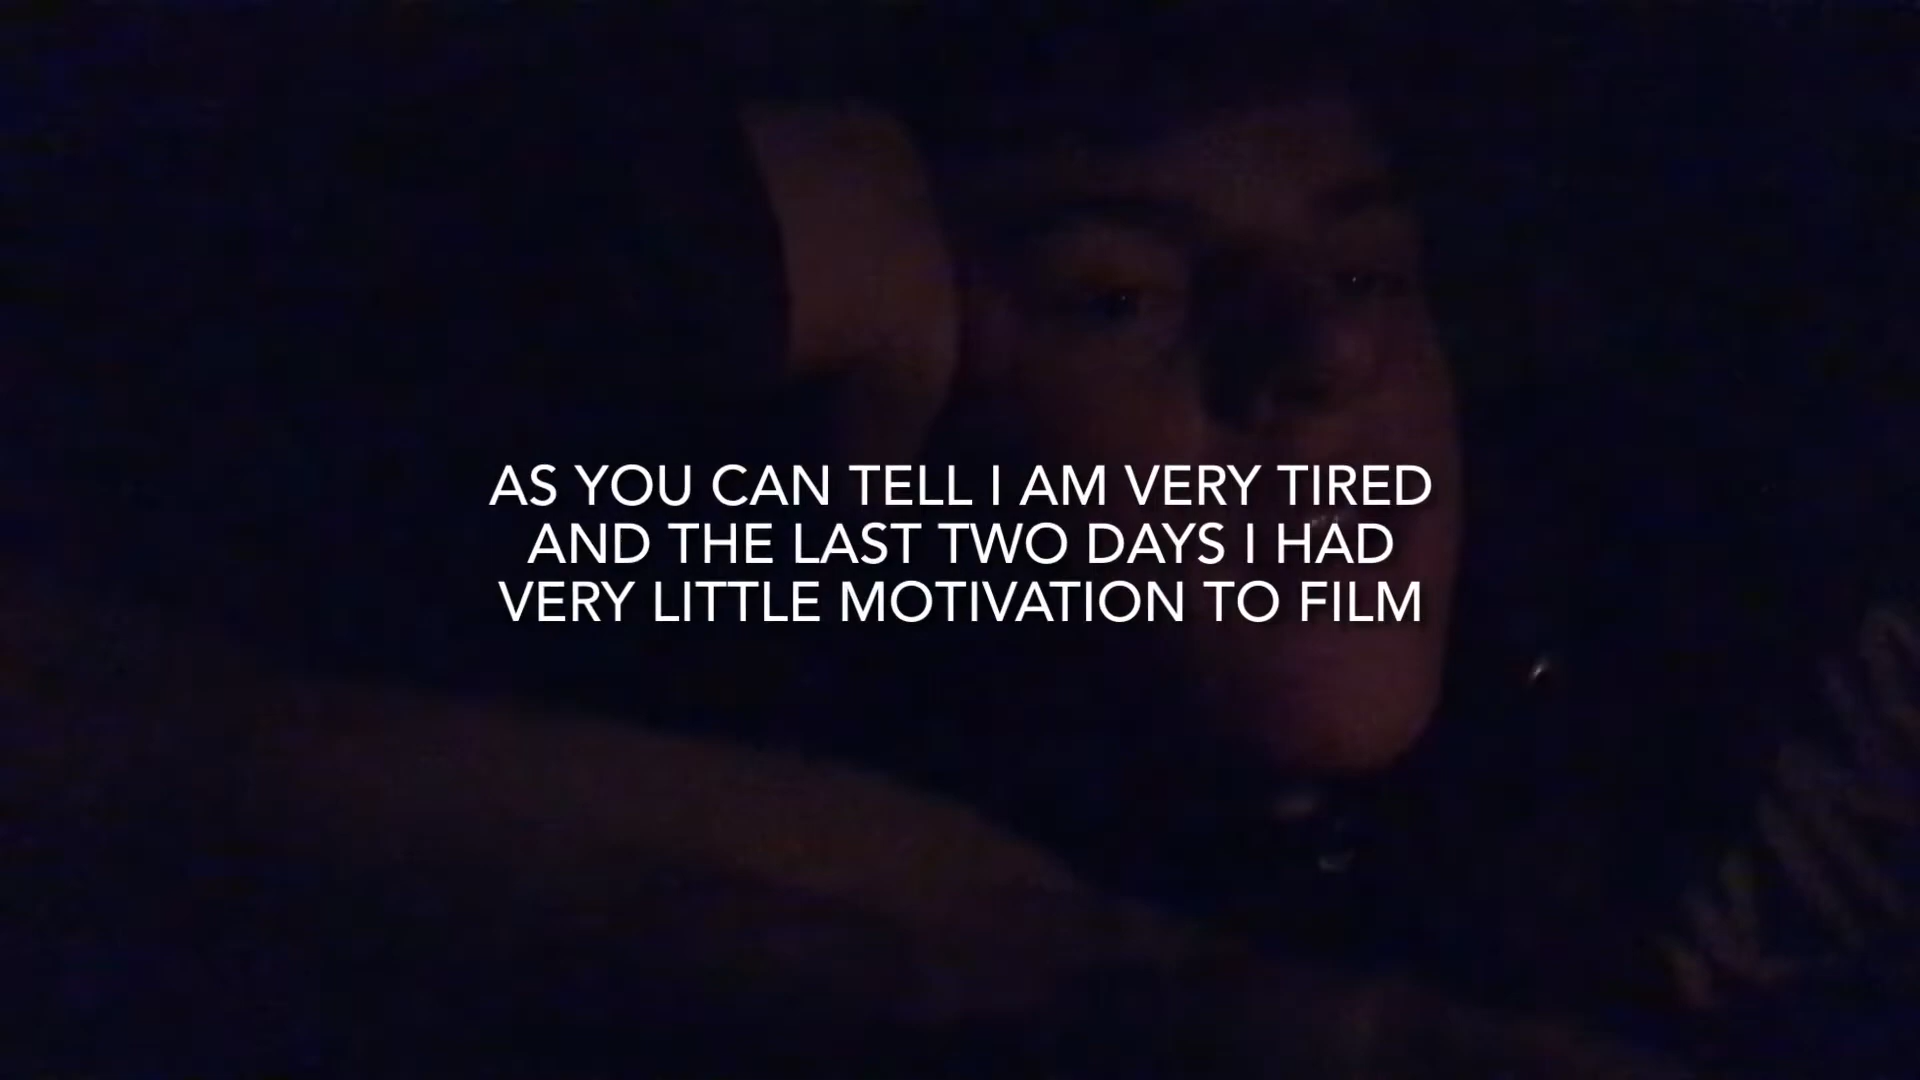 AS YOU CAN TELL I AM VERY TIRED
AND THE LAST TWO DAYS I HAD
VERY LITTLE MOTIVATION TO FILM